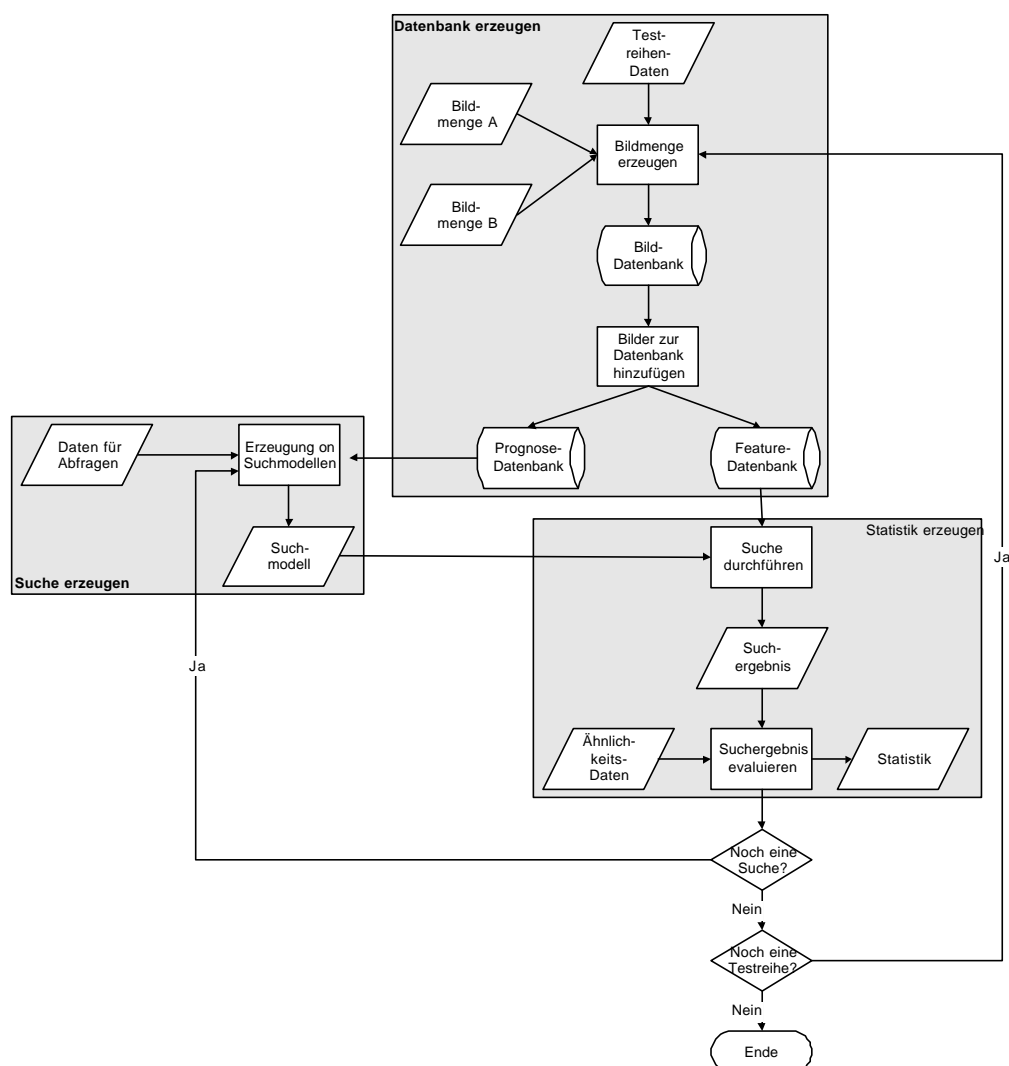 Datenbank erzeugen
Test-
reihen-
Daten
Bild-
menge A
Bildmenge
erzeugen
Bild-
menge B
Bild-
Datenbank
Bilder zur
Datenbank
hinzufügen
Daten für
Abfragen
Erzeugung on
Suchmodellen
Prognose-
Datenbank
Feature-
Datenbank
Such-
modell
Suche erzeugen
Statistik erzeugen
Suche
durchführen
Ja
Such-
ergebnis
Ja
Ähnlich-
keits-
Daten
Suchergebnis
evaluieren
Statistik
Noch eine
Suche?
Nein
Noch eine
Testreihe?
Nein
Ende